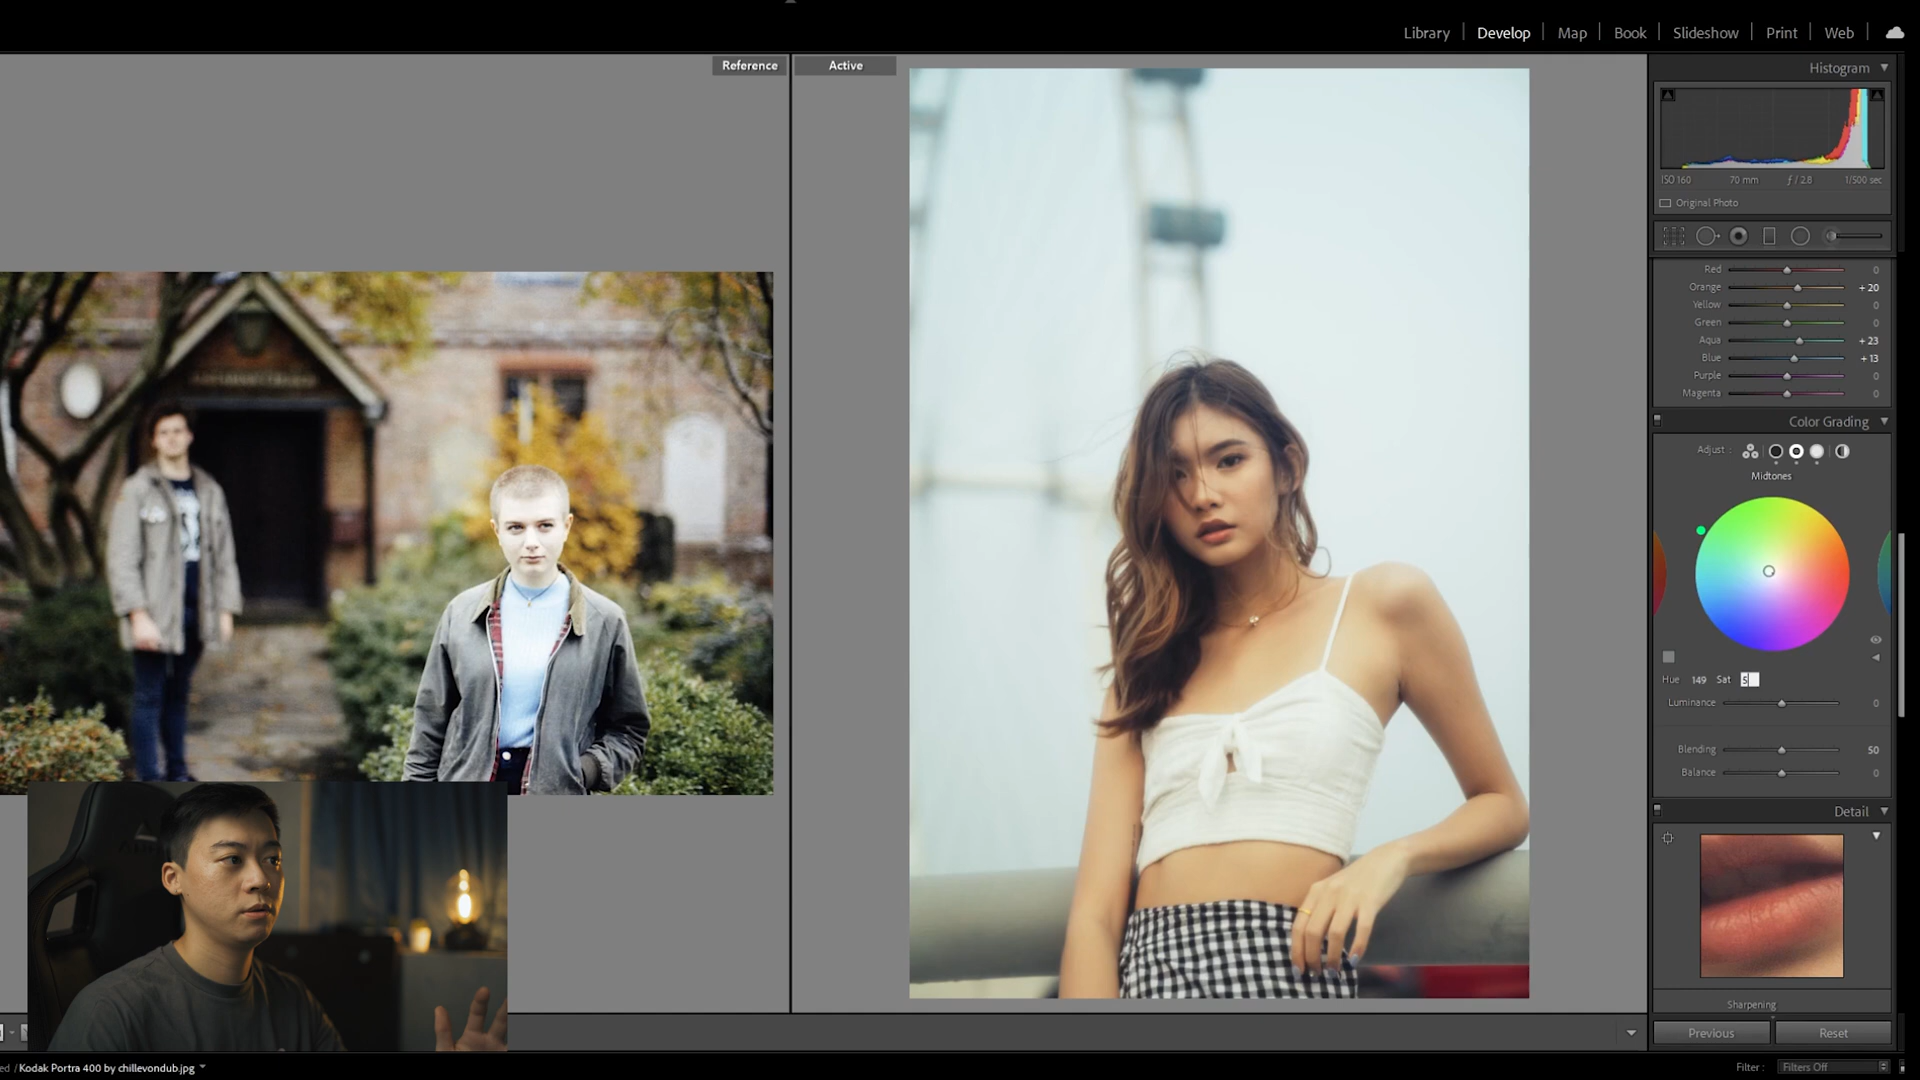 Library | Develop | Map | Book | Slideshow | Print | Web |
Reference
Active
Histogram
ISO 160 70 mm ƒ / 2.8 1/500 sec
Original Photo
Red 0
Orange + 20
Yellow 0
Green 0
Aqua + 23
Blue + 13
Purple 0
Magenta 0
Color Grading
Adjust :
Midtones
Hue 149 Sat 5
Luminance 0
Blending 50
Balance 0
Detail
Sharpening
Previous Reset
ed / Kodak Portra 400 by chillevondub.jpg
Filter : Filters Off